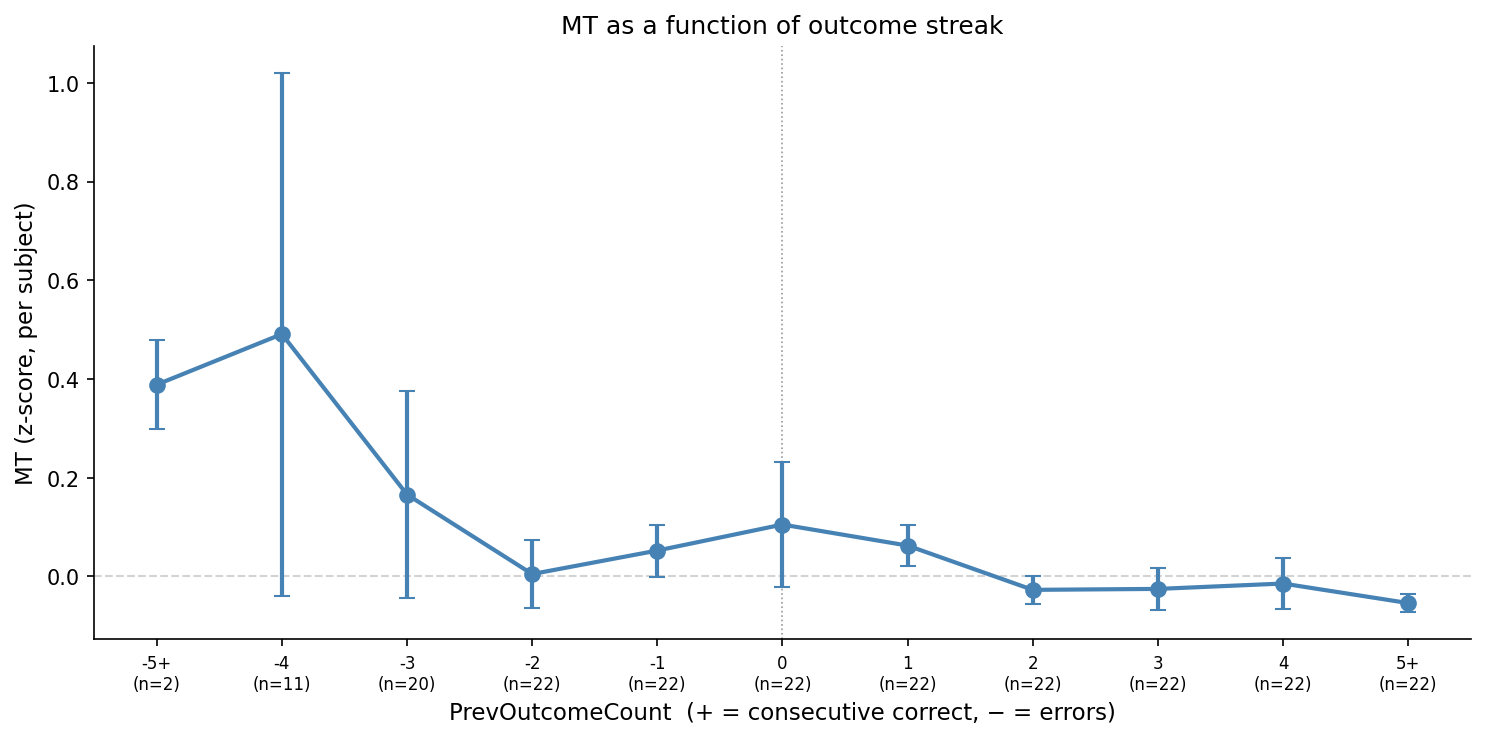 MT as a function of outcome streak
MT (z-score, per subject)
1.0
0.8
0.6
0.4
0.2
0.0
-5+ -4 -3 -2 -1 0 1 2 3 4 5+
(n=2) (n=11) (n=20) (n=22) (n=22) (n=22) (n=22) (n=22) (n=22) (n=22) (n=22)
PrevOutcomeCount  (+ = consecutive correct, − = errors)